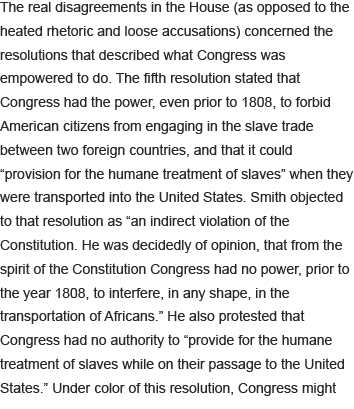 The real disagreements in the House (as opposed to the
heated rhetoric and loose accusations) concerned the
resolutions that described what Congress was
empowered to do. The fifth resolution stated that
Congress had the power, even prior to 1808, to forbid
American citizens from engaging in the slave trade
between two foreign countries, and that it could
“provision for the humane treatment of slaves” when they
were transported into the United States. Smith objected
to that resolution as “an indirect violation of the
Constitution. He was decidedly of opinion, that from the
spirit of the Constitution Congress had no power, prior to
the year 1808, to interfere, in any shape, in the
transportation of Africans.” He also protested that
Congress had no authority to “provide for the humane
treatment of slaves while on their passage to the United
States.” Under color of this resolution, Congress might